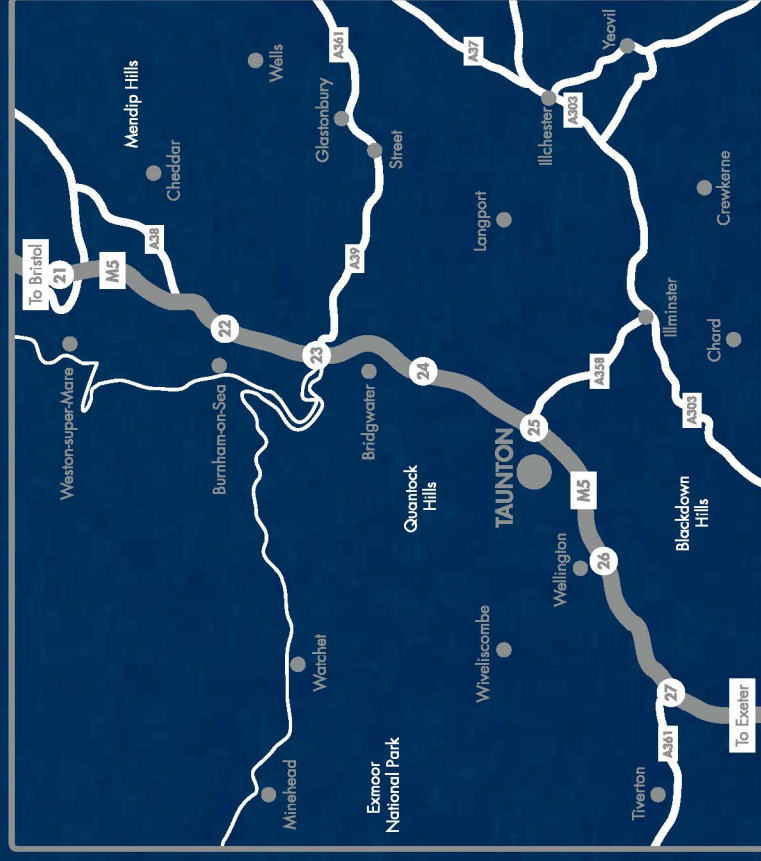 To Bristol
21
M5
Mendip Hills
Wells
Cheddar
A361
A37
Yeovil
Glastonbury
Street
Illchester
A303
A38
Weston-super-Mare
22
Burnham-on-Sea
A39
Langport
Crewkerne
23
Bridgwater
24
Illminster
Chard
A358
A303
25
TAUNTON
Quantock
Hills
M5
Blackdown
Hills
Wellington
26
Wiveliscombe
Watchet
Minehead
Exmoor
National Park
27
A361
Tiverton
To Exeter